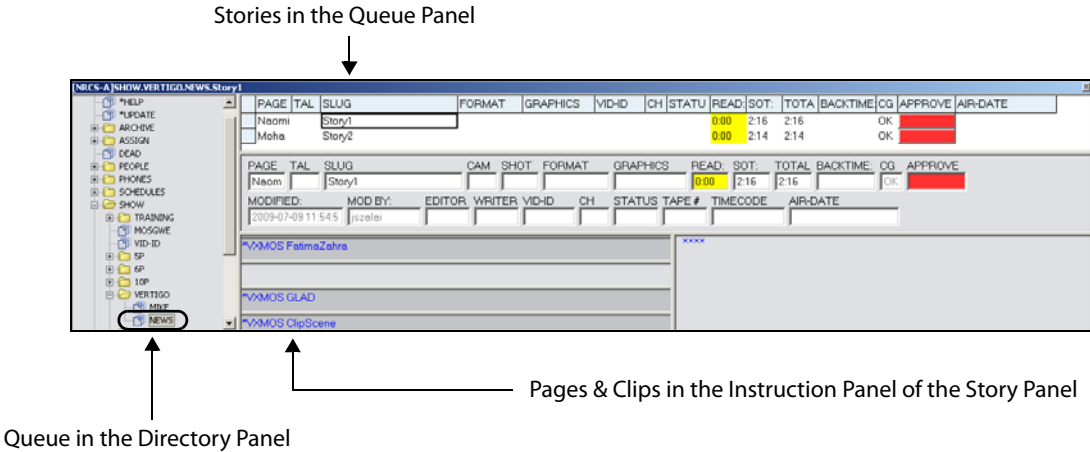 Stories in the Queue Panel
[NRCS-A]SHOW.VERTIGO.NEWS.Story1
*HELP
*UPDATE
ARCHIVE
ASSIGN
DEAD
PEOPLE
PHONES
SCHEDULES
SHOW
TRAINING
MOSGWE
VID-ID
5P
6P
10P
VERTIGO
MIKE
NEWS
PAGE TAL SLUG FORMAT GRAPHICS VID-ID CH STATU READ: SOT: TOTA BACKTIME CG APPROVE AIR-DATE
Naomi Story1 0:00 2:16 2:16 OK
Moha Story2 0:00 2:14 2:14 OK
PAGE TAL SLUG CAM SHOT FORMAT GRAPHICS READ: SOT: TOTAL BACKTIME: CG APPROVE
Naom Story1 0:00 2:16 2:16 OK
MODIFIED: MOD BY: EDITOR WRITER VID-ID CH STATUS TAPE # TIMECODE AIR-DATE
2009-07-09 11:54:5 jszalai
*VXMOS FatimaZahra
xxxx
*VXMOS GLAD
*VXMOS ClipScene
Pages & Clips in the Instruction Panel of the Story Panel
Queue in the Directory Panel